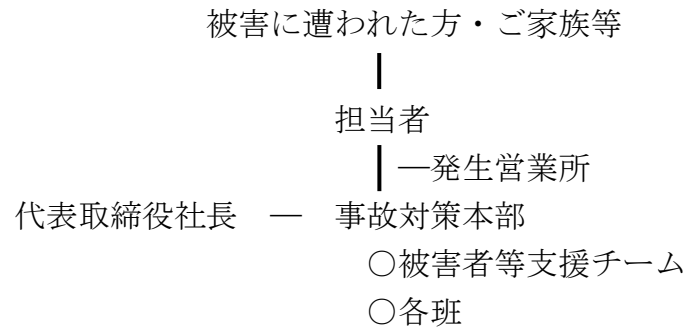 被害に遭われた方・ご家族等
担当者
―発生営業所
代表取締役社長 ― 事故対策本部
○被害者等支援チーム
○各班